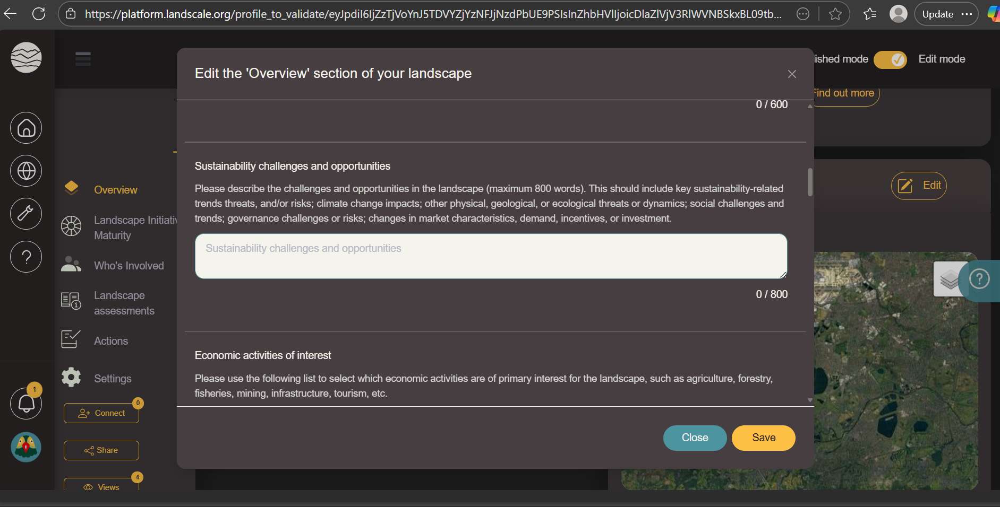 https://platform.landscale.org/profile_to_validate/eyJpdiI6IjZzTjVoYnJ5TDVYZjYzNFJjNzdPbUE9PSIsInZhbHVlIjoicDlaZlVjV3RlWVNBSkxBL09tb...
Update
Edit the 'Overview' section of your landscape
ished mode
Edit mode
Find out more
0 / 600
Sustainability challenges and opportunities
Please describe the challenges and opportunities in the landscape (maximum 800 words). This should include key sustainability-related
trends threats, and/or risks; climate change impacts; other physical, geological, or ecological threats or dynamics; social challenges and
trends; governance challenges or risks; changes in market characteristics, demand, incentives, or investment.
Sustainability challenges and opportunities
0 / 800
Economic activities of interest
Please use the following list to select which economic activities are of primary interest for the landscape, such as agriculture, forestry,
fisheries, mining, infrastructure, tourism, etc.
Close
Save
Edit
Overview
Landscape Initiativ
Maturity
Who's Involved
Landscape
assessments
Actions
Settings
1
0
Connect
Share
4
Views